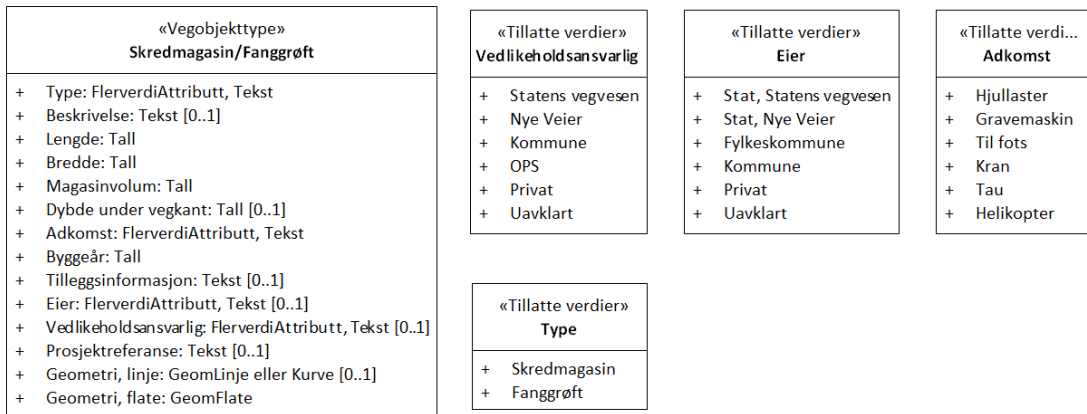 «Vegobjekttype»
Skredmagasin/Fanggrøft
+ Type: FlerverdiAttributt, Tekst
+ Beskrivelse: Tekst [0..1]
+ Lengde: Tall
+ Bredde: Tall
+ Magasinvolum: Tall
+ Dybde under vegkant: Tall [0..1]
+ Adkomst: FlerverdiAttributt, Tekst
+ Byggeår: Tall
+ Tilleggsinformasjon: Tekst [0..1]
+ Eier: FlerverdiAttributt, Tekst [0..1]
+ Vedlikeholdsansvarlig: FlerverdiAttributt, Tekst [0..1]
+ Prosjektreferanse: Tekst [0..1]
+ Geometri, linje: GeomLinje eller Kurve [0..1]
+ Geometri, flate: GeomFlate
«Tillatte verdier»
Vedlikeholdsansvarlig
+ Statens vegvesen
+ Nye Veier
+ Kommune
+ OPS
+ Privat
+ Uavklart
«Tillatte verdier»
Eier
+ Stat, Statens vegvesen
+ Stat, Nye Veier
+ Fylkeskommune
+ Kommune
+ Privat
+ Uavklart
«Tillatte verdi...
Adkomst
+ Hjullaster
+ Gravemaskin
+ Til fots
+ Kran
+ Tau
+ Helikopter
«Tillatte verdier»
Type
+ Skredmagasin
+ Fanggrøft